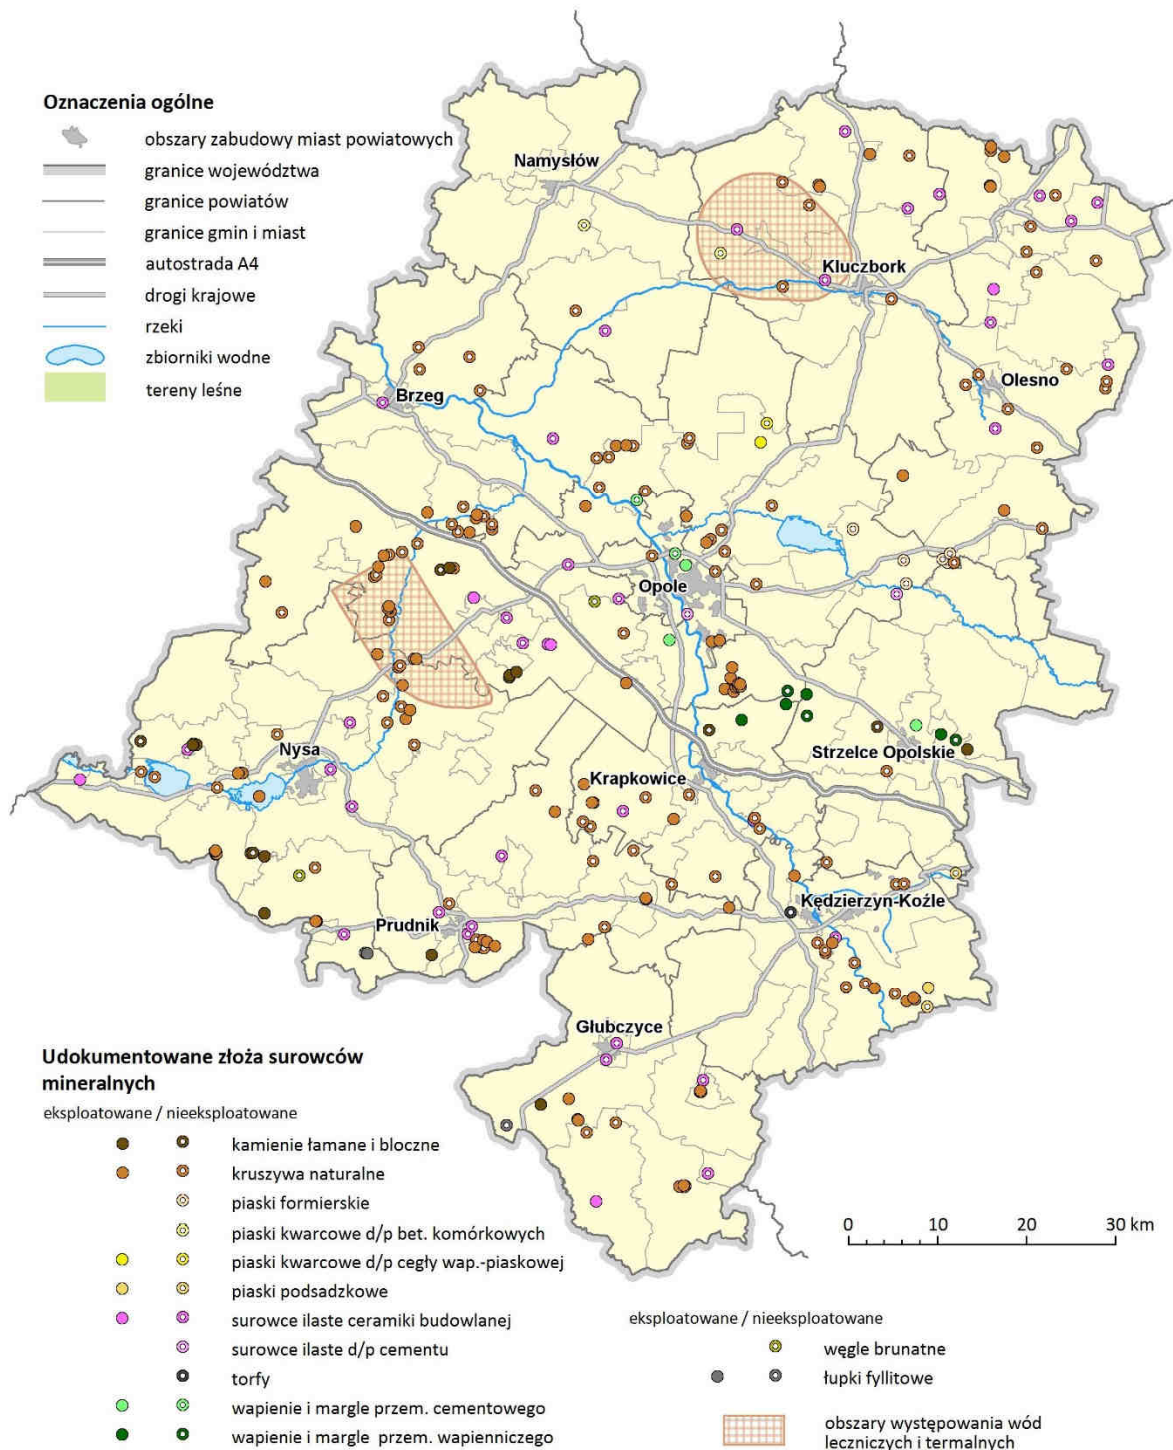 Oznaczenia ogólne
obszary zabudowy miast powiatowych
granice województwa
granice powiatów
granice gmin i miast
autostrada A4
drogi krajowe
rzeki
zbiorniki wodne
tereny leśne
Namysłów
Kluczbork
Olesno
Brzeg
Opole
Strzelce Opolskie
Nysa
Krapkowice
Kędzierzyn-Koźle
Prudnik
Głubczyce
Udokumentowane złoża surowców
mineralnych
eksploatowane / nieeksploatowane
kamienie łamane i bloczne
kruszywa naturalne
piaski formierskie
piaski kwarcowe d/p bet. komórkowych
piaski kwarcowe d/p cegły wap.-piaskowej
piaski podsadzkowe
surowce ilaste ceramiki budowlanej
surowce ilaste d/p cementu
torfy
wapienie i margle przem. cementowego
wapienie i margle przem. wapienniczego
0 10 20 30 km
eksploatowane / nieeksploatowane
węgle brunatne
łupki fyllitowe
obszary występowania wód
leczniczych i termalnych